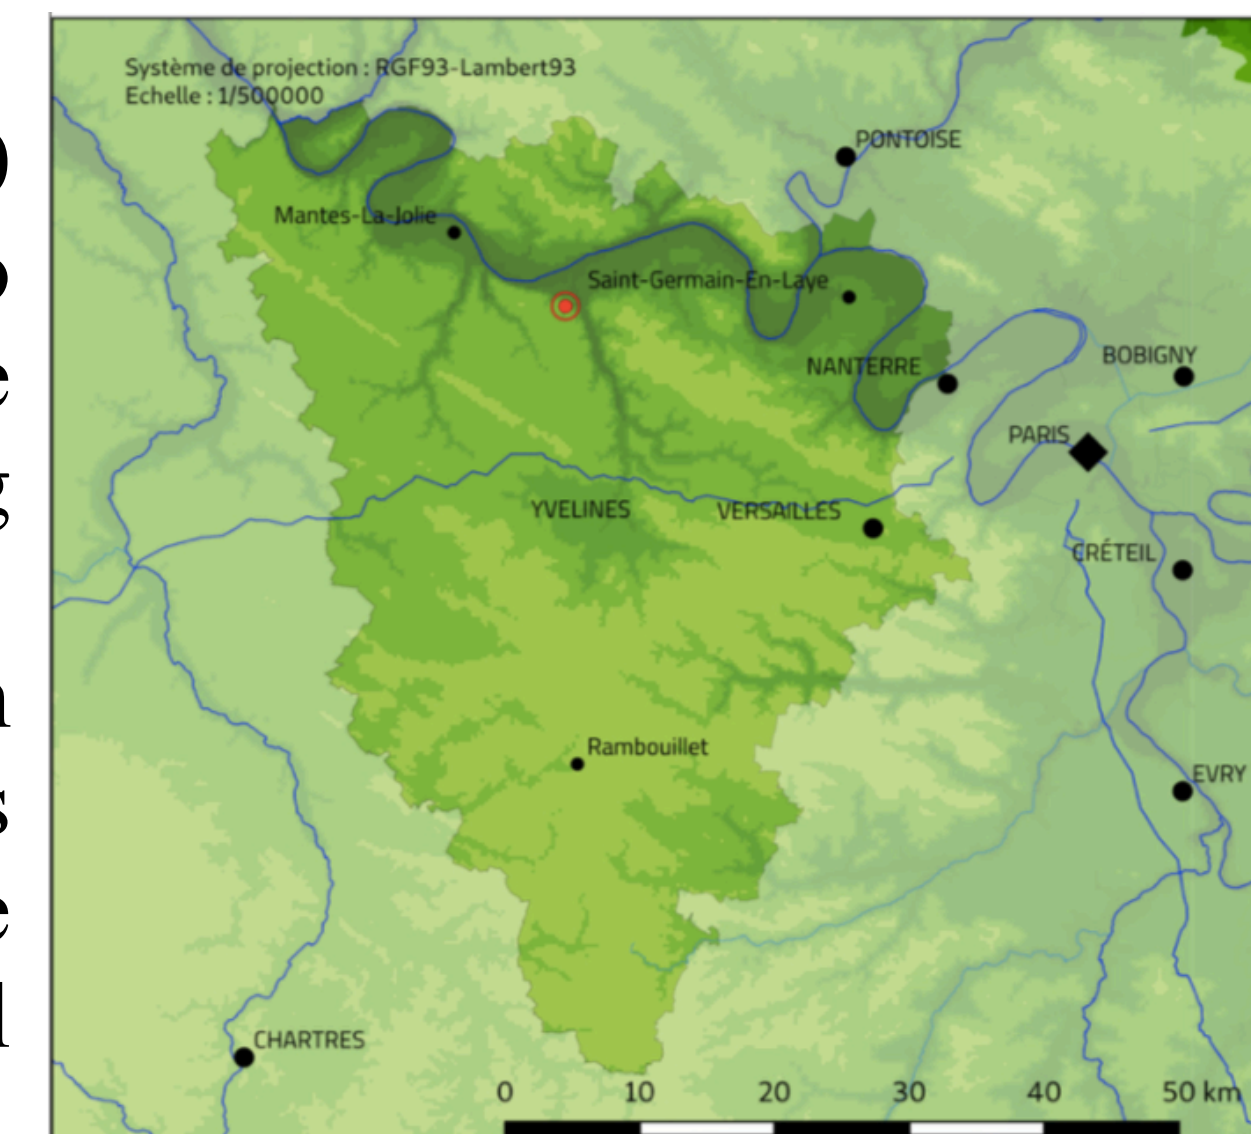 Système de projection : RGF93-Lambert93
Echelle : 1/500000
PONTOISE
Mantes-La-Jolie
Saint-Germain-En-Laye
NANTERRE
BOBIGNY
PARIS
YVELINES
VERSAILLES
CRÉTEIL
Rambouillet
EVRY
CHARTRES
0 10 20 30 40 50 km